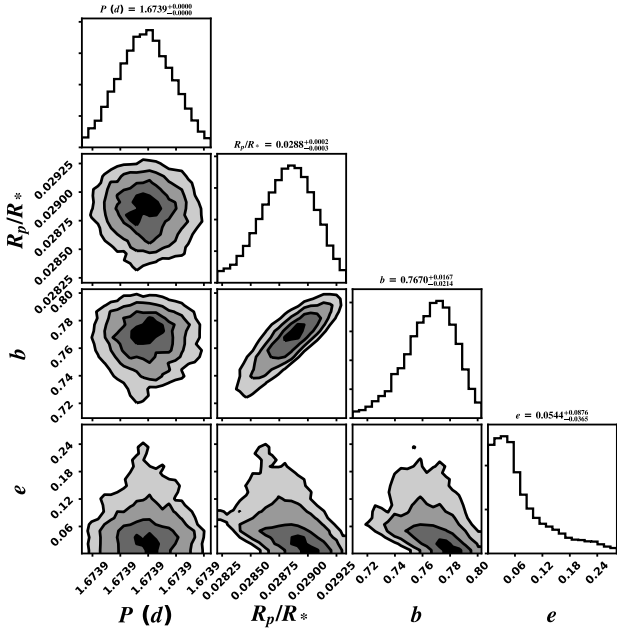 P (d) = 1.6739+0.0000−0.0000
Rp/R* = 0.0288+0.0002−0.0003
b = 0.7670+0.0167−0.0214
e = 0.0544+0.0876−0.0365
Rp/R*
0.02925
0.02900
0.02875
0.02850
0.02825
b
0.80
0.78
0.76
0.74
0.72
e
0.24
0.18
0.12
0.06
1.6739 1.6739 1.6739 1.6739 1.6739
0.02825 0.02850 0.02875 0.02900 0.02925
0.72 0.74 0.76 0.78 0.80
0.06 0.12 0.18 0.24
P (d) Rp/R* b e